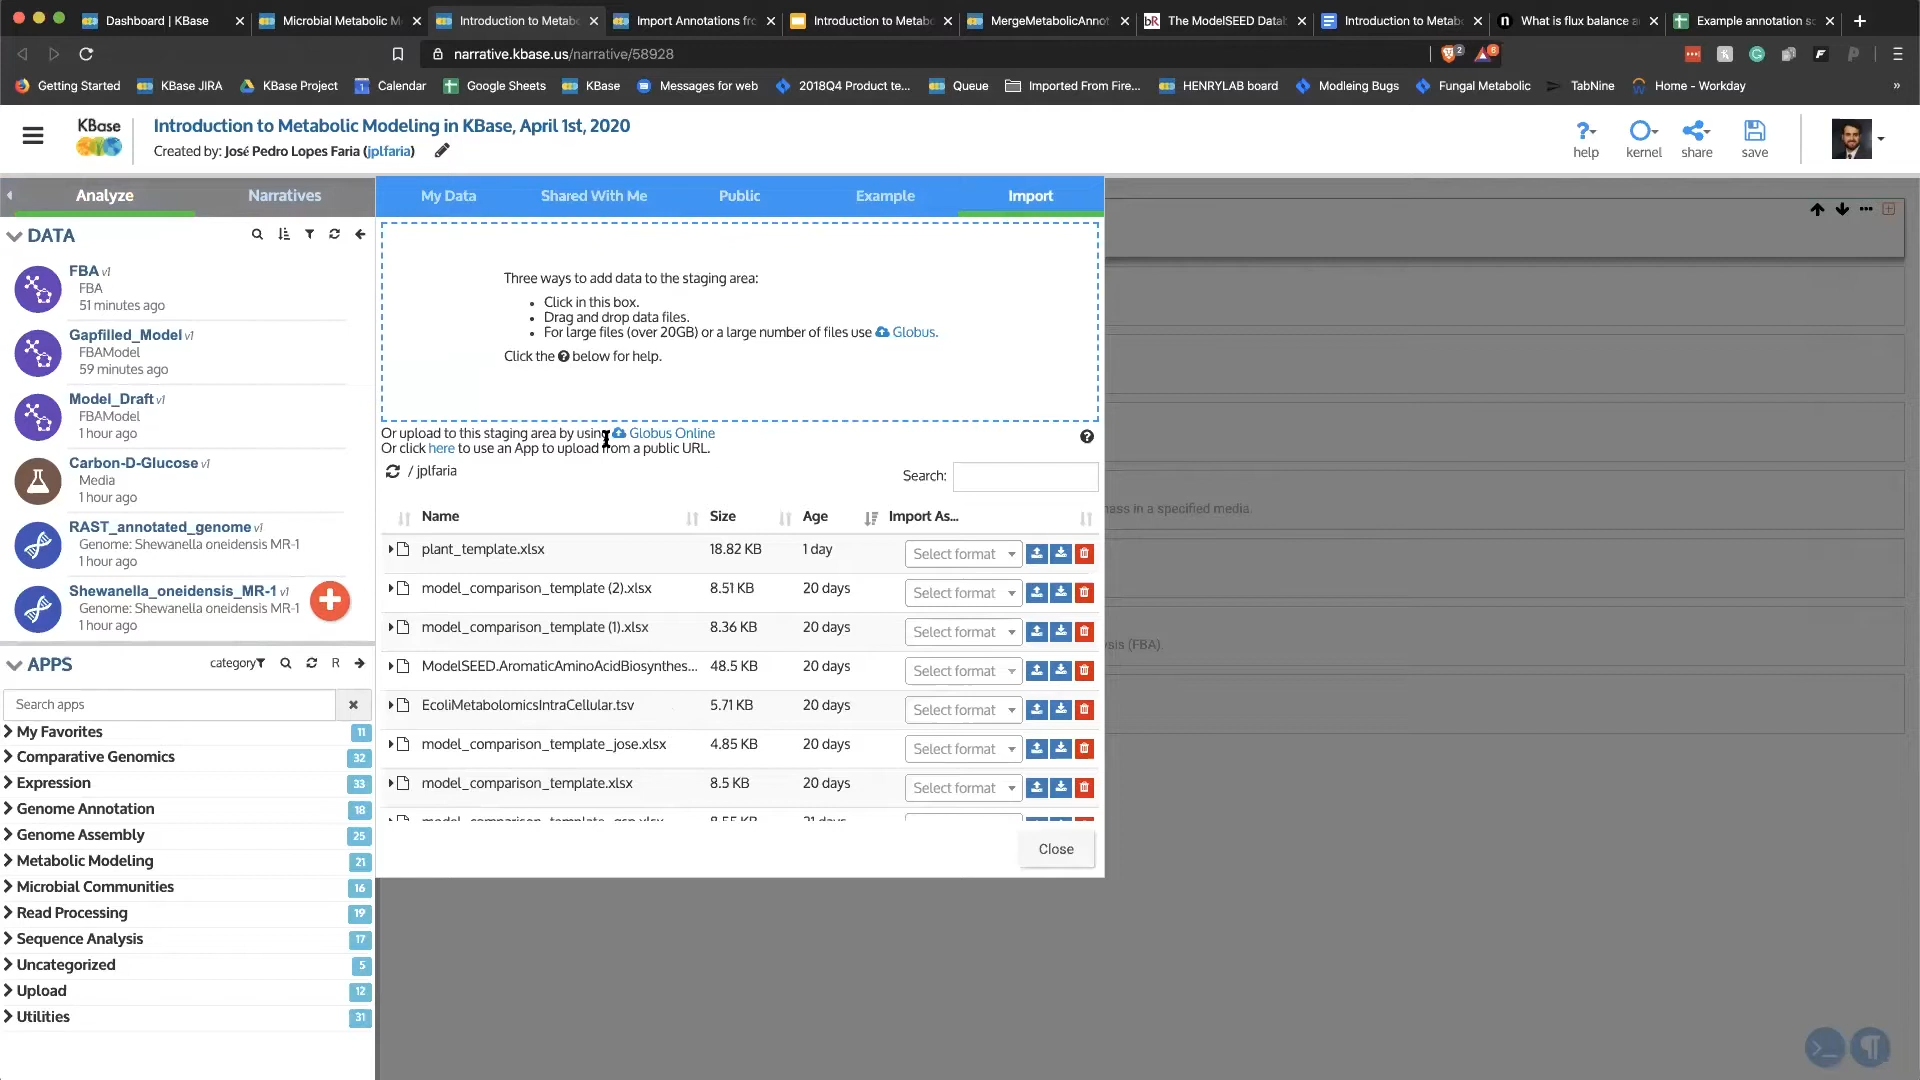 Dashboard | KBase
Microbial Metabolic M
Introduction to Metabo
Import Annotations fro
Introduction to Metab
MergeMetabolicAnnot
bR The ModelSEED Datab
Introduction to Metab
n What is flux balance a
Example annotation sc
narrative.kbase.us/narrative/58928
2
6
Getting Started
KBase JIRA
KBase Project
Calendar
Google Sheets
KBase
Messages for web
2018Q4 Product te...
Queue
Imported From Fire...
HENRYLAB board
Modleing Bugs
Fungal Metabolic
TabNine
Home - Workday
»
KBase
Introduction to Metabolic Modeling in KBase, April 1st, 2020
Created by: José Pedro Lopes Faria (jplfaria)
help
kernel
share
save
Analyze
Narratives
My Data
Shared With Me
Public
Example
Import
DATA
FBA v1
FBA
51 minutes ago
Gapfilled_Model v1
FBAModel
59 minutes ago
Model_Draft v1
FBAModel
1 hour ago
Carbon-D-Glucose v1
Media
1 hour ago
RAST_annotated_genome v1
Genome: Shewanella oneidensis MR-1
1 hour ago
Shewanella_oneidensis_MR-1 v1
Genome: Shewanella oneidensis MR-1
1 hour ago
APPS
category
R
Search apps
My Favorites 11
Comparative Genomics 32
Expression 33
Genome Annotation 18
Genome Assembly 25
Metabolic Modeling 21
Microbial Communities 16
Read Processing 19
Sequence Analysis 17
Uncategorized 5
Upload 12
Utilities 31
Three ways to add data to the staging area:
• Click in this box.
• Drag and drop data files.
• For large files (over 20GB) or a large number of files use Globus.
Click the ? below for help.
Or upload to this staging area by using Globus Online
Or click here to use an App to upload from a public URL.
/ jplfaria
Search:
Name Size Age Import As...
plant_template.xlsx 18.82 KB 1 day Select format
model_comparison_template (2).xlsx 8.51 KB 20 days Select format
model_comparison_template (1).xlsx 8.36 KB 20 days Select format
ModelSEED.AromaticAminoAcidBiosynthes... 48.5 KB 20 days Select format
EcoliMetabolomicsIntraCellular.tsv 5.71 KB 20 days Select format
model_comparison_template_jose.xlsx 4.85 KB 20 days Select format
model_comparison_template.xlsx 8.5 KB 20 days Select format
Close
ass in a specified media.
sis (FBA).